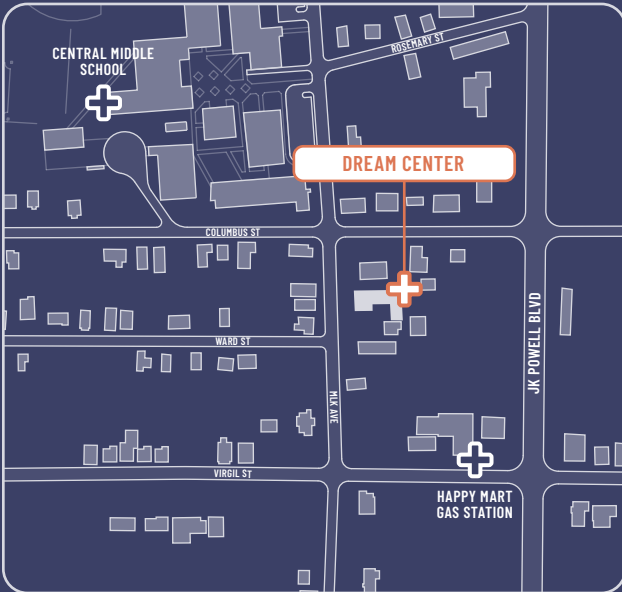 ROSEMARY ST
CENTRAL MIDDLE
SCHOOL
DREAM CENTER
COLUMBUS ST
WARD ST
JK POWELL BLVD
MLK AVE
VIRGIL ST
HAPPY MART
GAS STATION